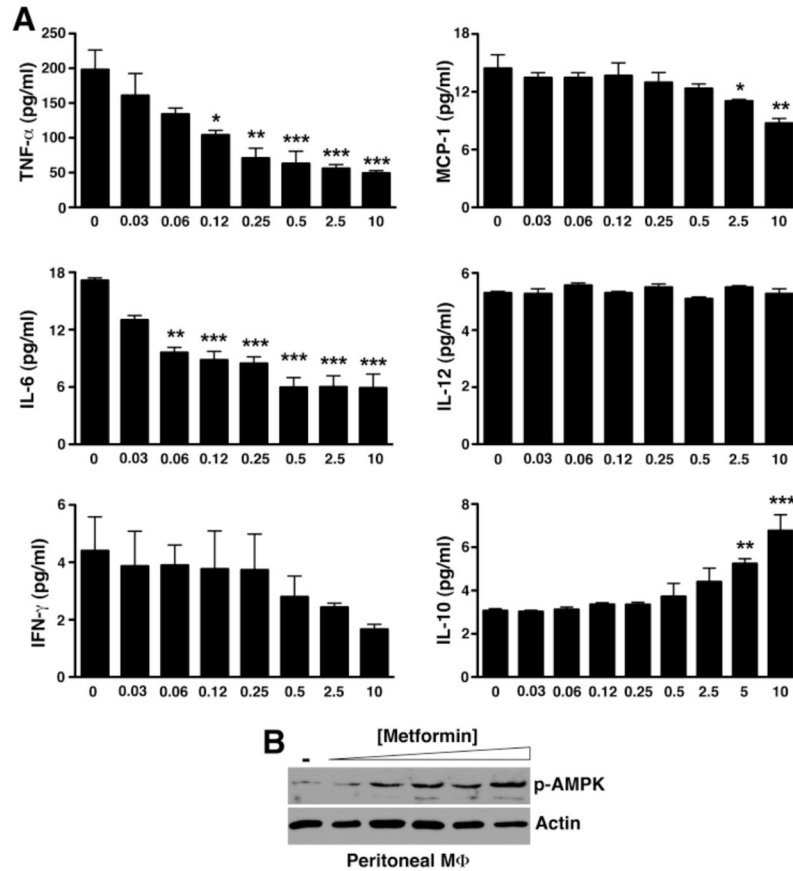 A
TNF-α (pg/ml)
250
200
150
100
50
0
* ** *** *** ***
0 0.03 0.06 0.12 0.25 0.5 2.5 10
MCP-1 (pg/ml)
18
12
6
0
* **
0 0.03 0.06 0.12 0.25 0.5 2.5 10
IL-6 (pg/ml)
18
12
6
0
** *** *** *** *** ***
0 0.03 0.06 0.12 0.25 0.5 2.5 10
IL-12 (pg/ml)
6
4
2
0
0 0.03 0.06 0.12 0.25 0.5 2.5 10
IFN-γ (pg/ml)
6
4
2
0
0 0.03 0.06 0.12 0.25 0.5 2.5 10
IL-10 (pg/ml)
8
6
4
2
0
** ***
0 0.03 0.06 0.12 0.25 0.5 2.5 5 10
B
[Metformin]
-
p-AMPK
Actin
Peritoneal MΦ